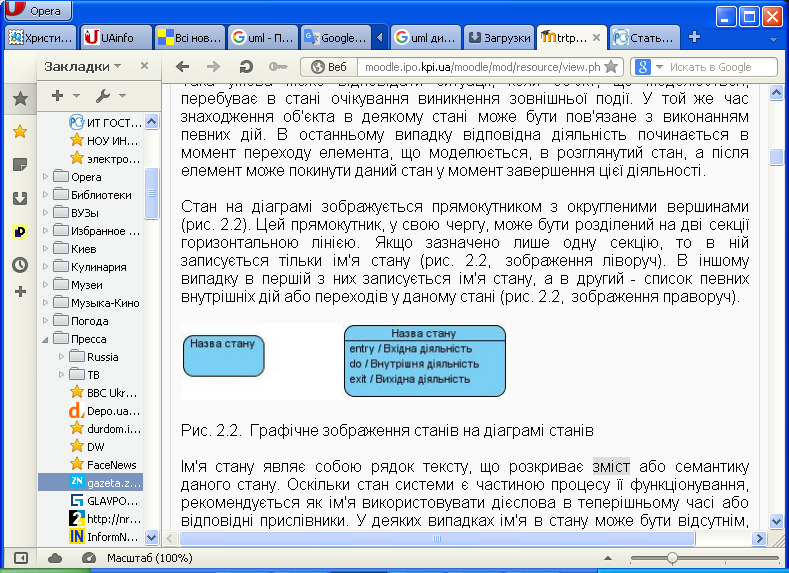 Opera
Христи...
UAinfo
Всі нов...
uml - П...
Google...
uml ди...
Загрузки
trtp...
Стать...
Закладки
Веб
moodle.ipo.kpi.ua/moodle/mod/resource/view.ph
Искать в Google
ИТ ГОСТ...
НОУ ИН...
электро...
Opera
Библиотеки
ВУЗы
Избранное ...
Киев
Кулинария
Музеи
Музыка-Кино
Погода
Пресса
Russia
ТВ
BBC Ukr...
Depo.ua...
durdom.i...
DW
FaceNews
gazeta.z...
GLAVPO...
http://nr...
InformN...
перебуває в стані очікування виникнення зовнішньої події. У той же час
знаходження об'єкта в деякому стані може бути пов'язане з виконанням
певних дій. В останньому випадку відповідна діяльність починається в
момент переходу елемента, що моделюється, в розглянутий стан, а після
елемент може покинути даний стан у момент завершення цієї діяльності.
Стан на діаграмі зображується прямокутником з округленими вершинами
(рис. 2.2). Цей прямокутник, у свою чергу, може бути розділений на дві секції
горизонтальною лінією. Якщо зазначено лише одну секцію, то в ній
записується тільки ім'я стану (рис. 2.2, зображення ліворуч). В іншому
випадку в першій з них записується ім'я стану, а в другий - список певних
внутрішніх дій або переходів у даному стані (рис. 2.2, зображення праворуч).
Назва стану
Назва стану
entry / Вхідна діяльність
do / Внутрішня діяльність
exit / Вихідна діяльність
Рис. 2.2. Графічне зображення станів на діаграмі станів
Ім'я стану являє собою рядок тексту, що розкриває зміст або семантику
даного стану. Оскільки стан системи є частиною процесу її функціонування,
рекомендується як ім'я використовувати дієслова в теперішньому часі або
відповідні прислівники. У деяких випадках ім'я в стану може бути відсутнім,
Масштаб (100%)